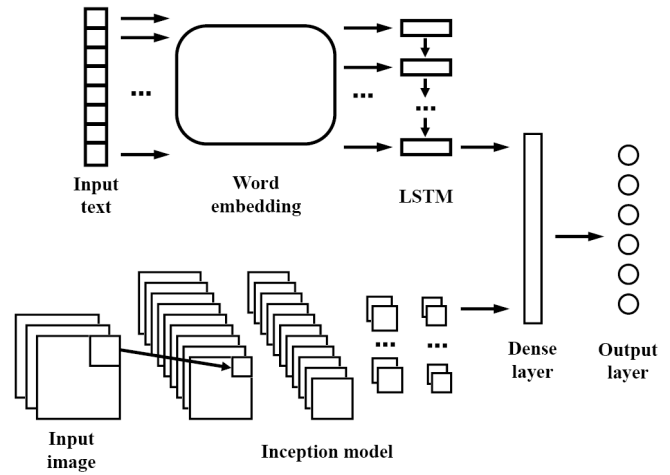 Input
text
Word
embedding
LSTM
Dense
layer
Output
layer
Input
image
Inception model